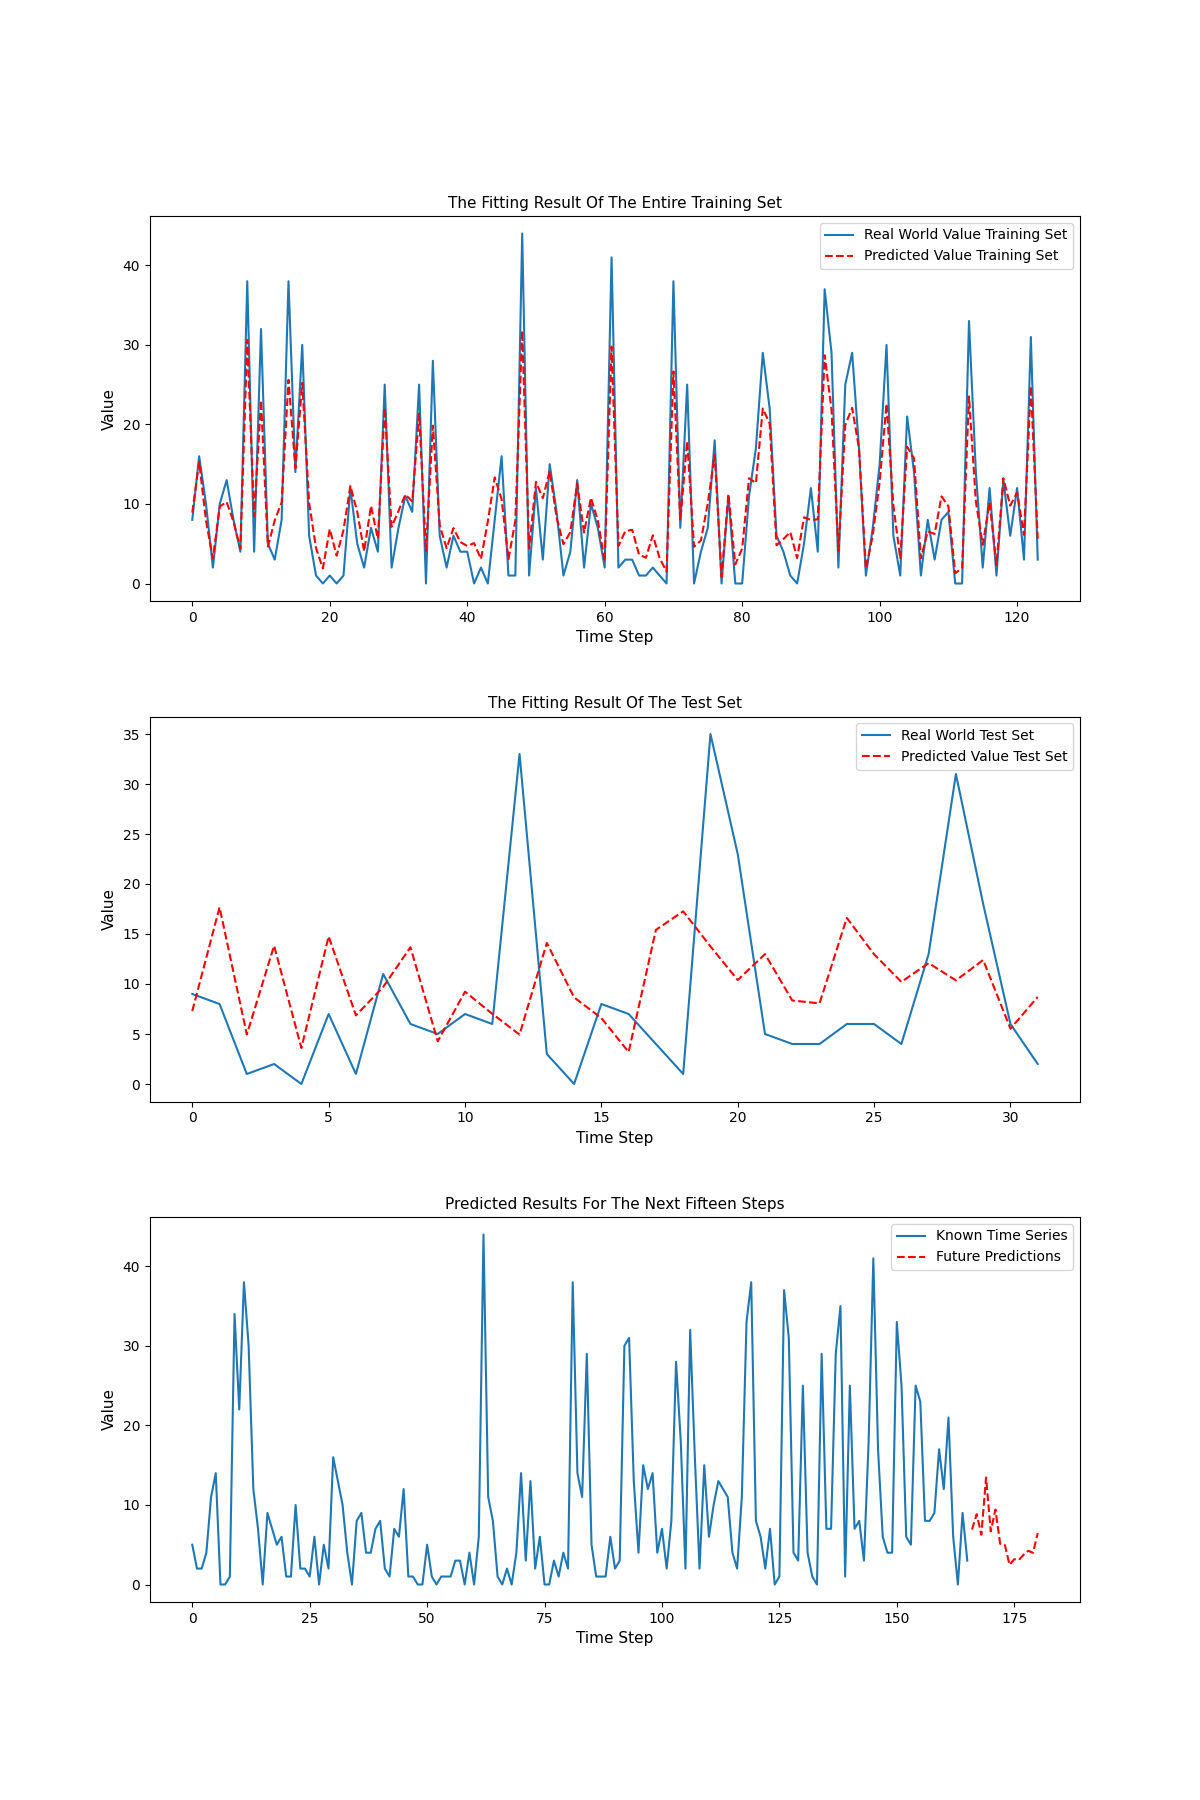 The Fitting Result Of The Entire Training Set
Real World Value Training Set
Predicted Value Training Set
Value
40
30
20
10
0
0 20 40 60 80 100 120
Time Step
The Fitting Result Of The Test Set
Real World Test Set
Predicted Value Test Set
Value
35
30
25
20
15
10
5
0
0 5 10 15 20 25 30
Time Step
Predicted Results For The Next Fifteen Steps
Known Time Series
Future Predictions
Value
40
30
20
10
0
0 25 50 75 100 125 150 175
Time Step